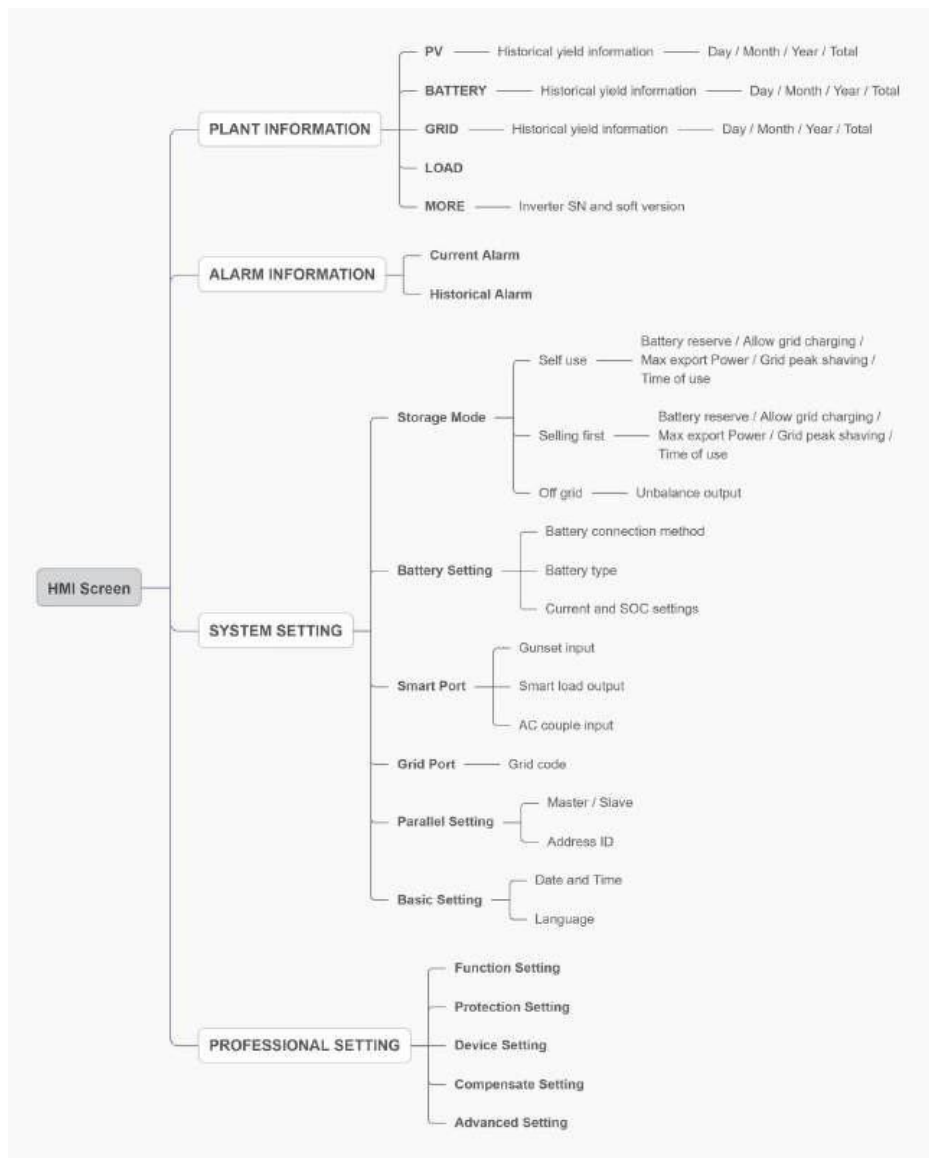 HMI Screen
PLANT INFORMATION
PV
Historical yield information
Day / Month / Year / Total
BATTERY
Historical yield information
Day / Month / Year / Total
GRID
Historical yield information
Day / Month / Year / Total
LOAD
MORE
Inverter SN and soft version
ALARM INFORMATION
Current Alarm
Historical Alarm
SYSTEM SETTING
Storage Mode
Self use
Battery reserve / Allow grid charging /
Max export Power / Grid peak shaving /
Time of use
Selling first
Battery reserve / Allow grid charging /
Max export Power / Grid peak shaving /
Time of use
Off grid
Unbalance output
Battery Setting
Battery connection method
Battery type
Current and SOC settings
Smart Port
Gunset input
Smart load output
AC couple input
Grid Port
Grid code
Parallel Setting
Master / Slave
Address ID
Basic Setting
Date and Time
Language
PROFESSIONAL SETTING
Function Setting
Protection Setting
Device Setting
Compensate Setting
Advanced Setting